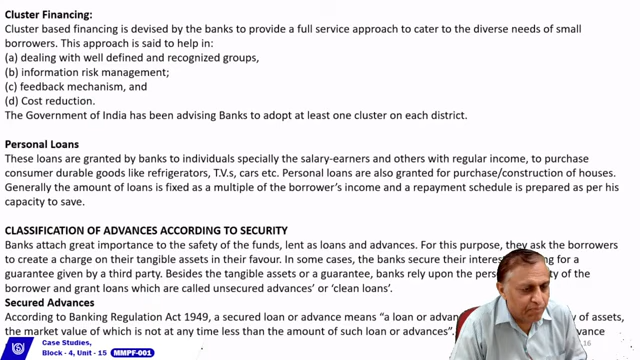 Cluster Financing:
Cluster based financing is devised by the banks to provide a full service approach to cater to the diverse needs of small
borrowers. This approach is said to help in:
(a) dealing with well defined and recognized groups,
(b) information risk management;
(c) feedback mechanism, and
(d) Cost reduction.
The Government of India has been advising Banks to adopt at least one cluster on each district.
Personal Loans
These loans are granted by banks to individuals specially the salary-earners and others with regular income, to purchase
consumer durable goods like refrigerators, T.V.s, cars etc. Personal loans are also granted for purchase/construction of houses.
Generally the amount of loans is fixed as a multiple of the borrower's income and a repayment schedule is prepared as per his
capacity to save.
CLASSIFICATION OF ADVANCES ACCORDING TO SECURITY
Banks attach great importance to the safety of the funds, lent as loans and advances. For this purpose, they ask the borrowers
to create a charge on their tangible assets in their favour. In some cases, the banks secure their interest for a
guarantee given by a third party. Besides the tangible assets or a guarantee, banks rely upon the of
the borrower and grant loans which are called unsecured advances' or 'clean loans'.
Secured Advances
According to Banking Regulation Act 1949, a secured loan or advance means "a loan or of assets,
the market value of which is not at any time less than the amount of such loan or advances".
Case Studies,
Block - 4, Unit - 15 MMPF-001
16